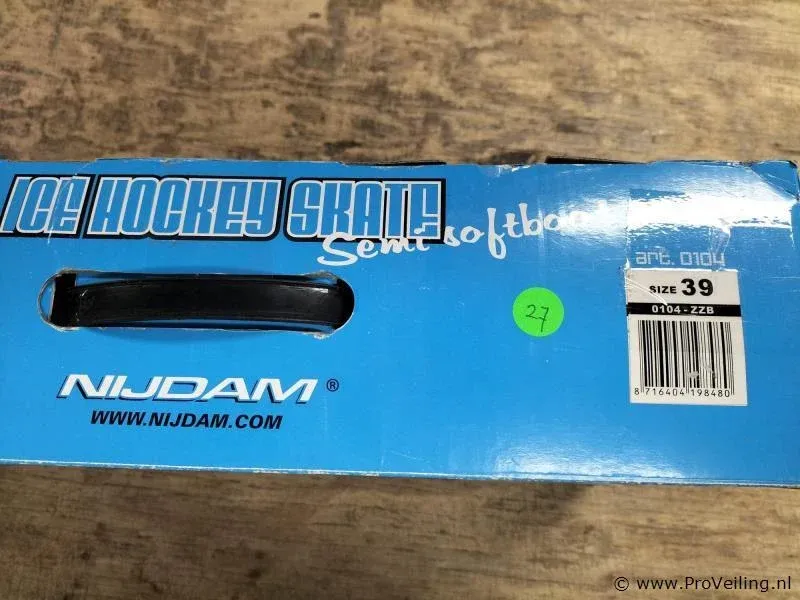 ICE HOCKEY SKATE
Semi softboot
art. 0104
SIZE 39
0104 - ZZB
27
8 716404 198480
NIJDAM ®
WWW.NIJDAM.COM
© www.ProVeiling.nl